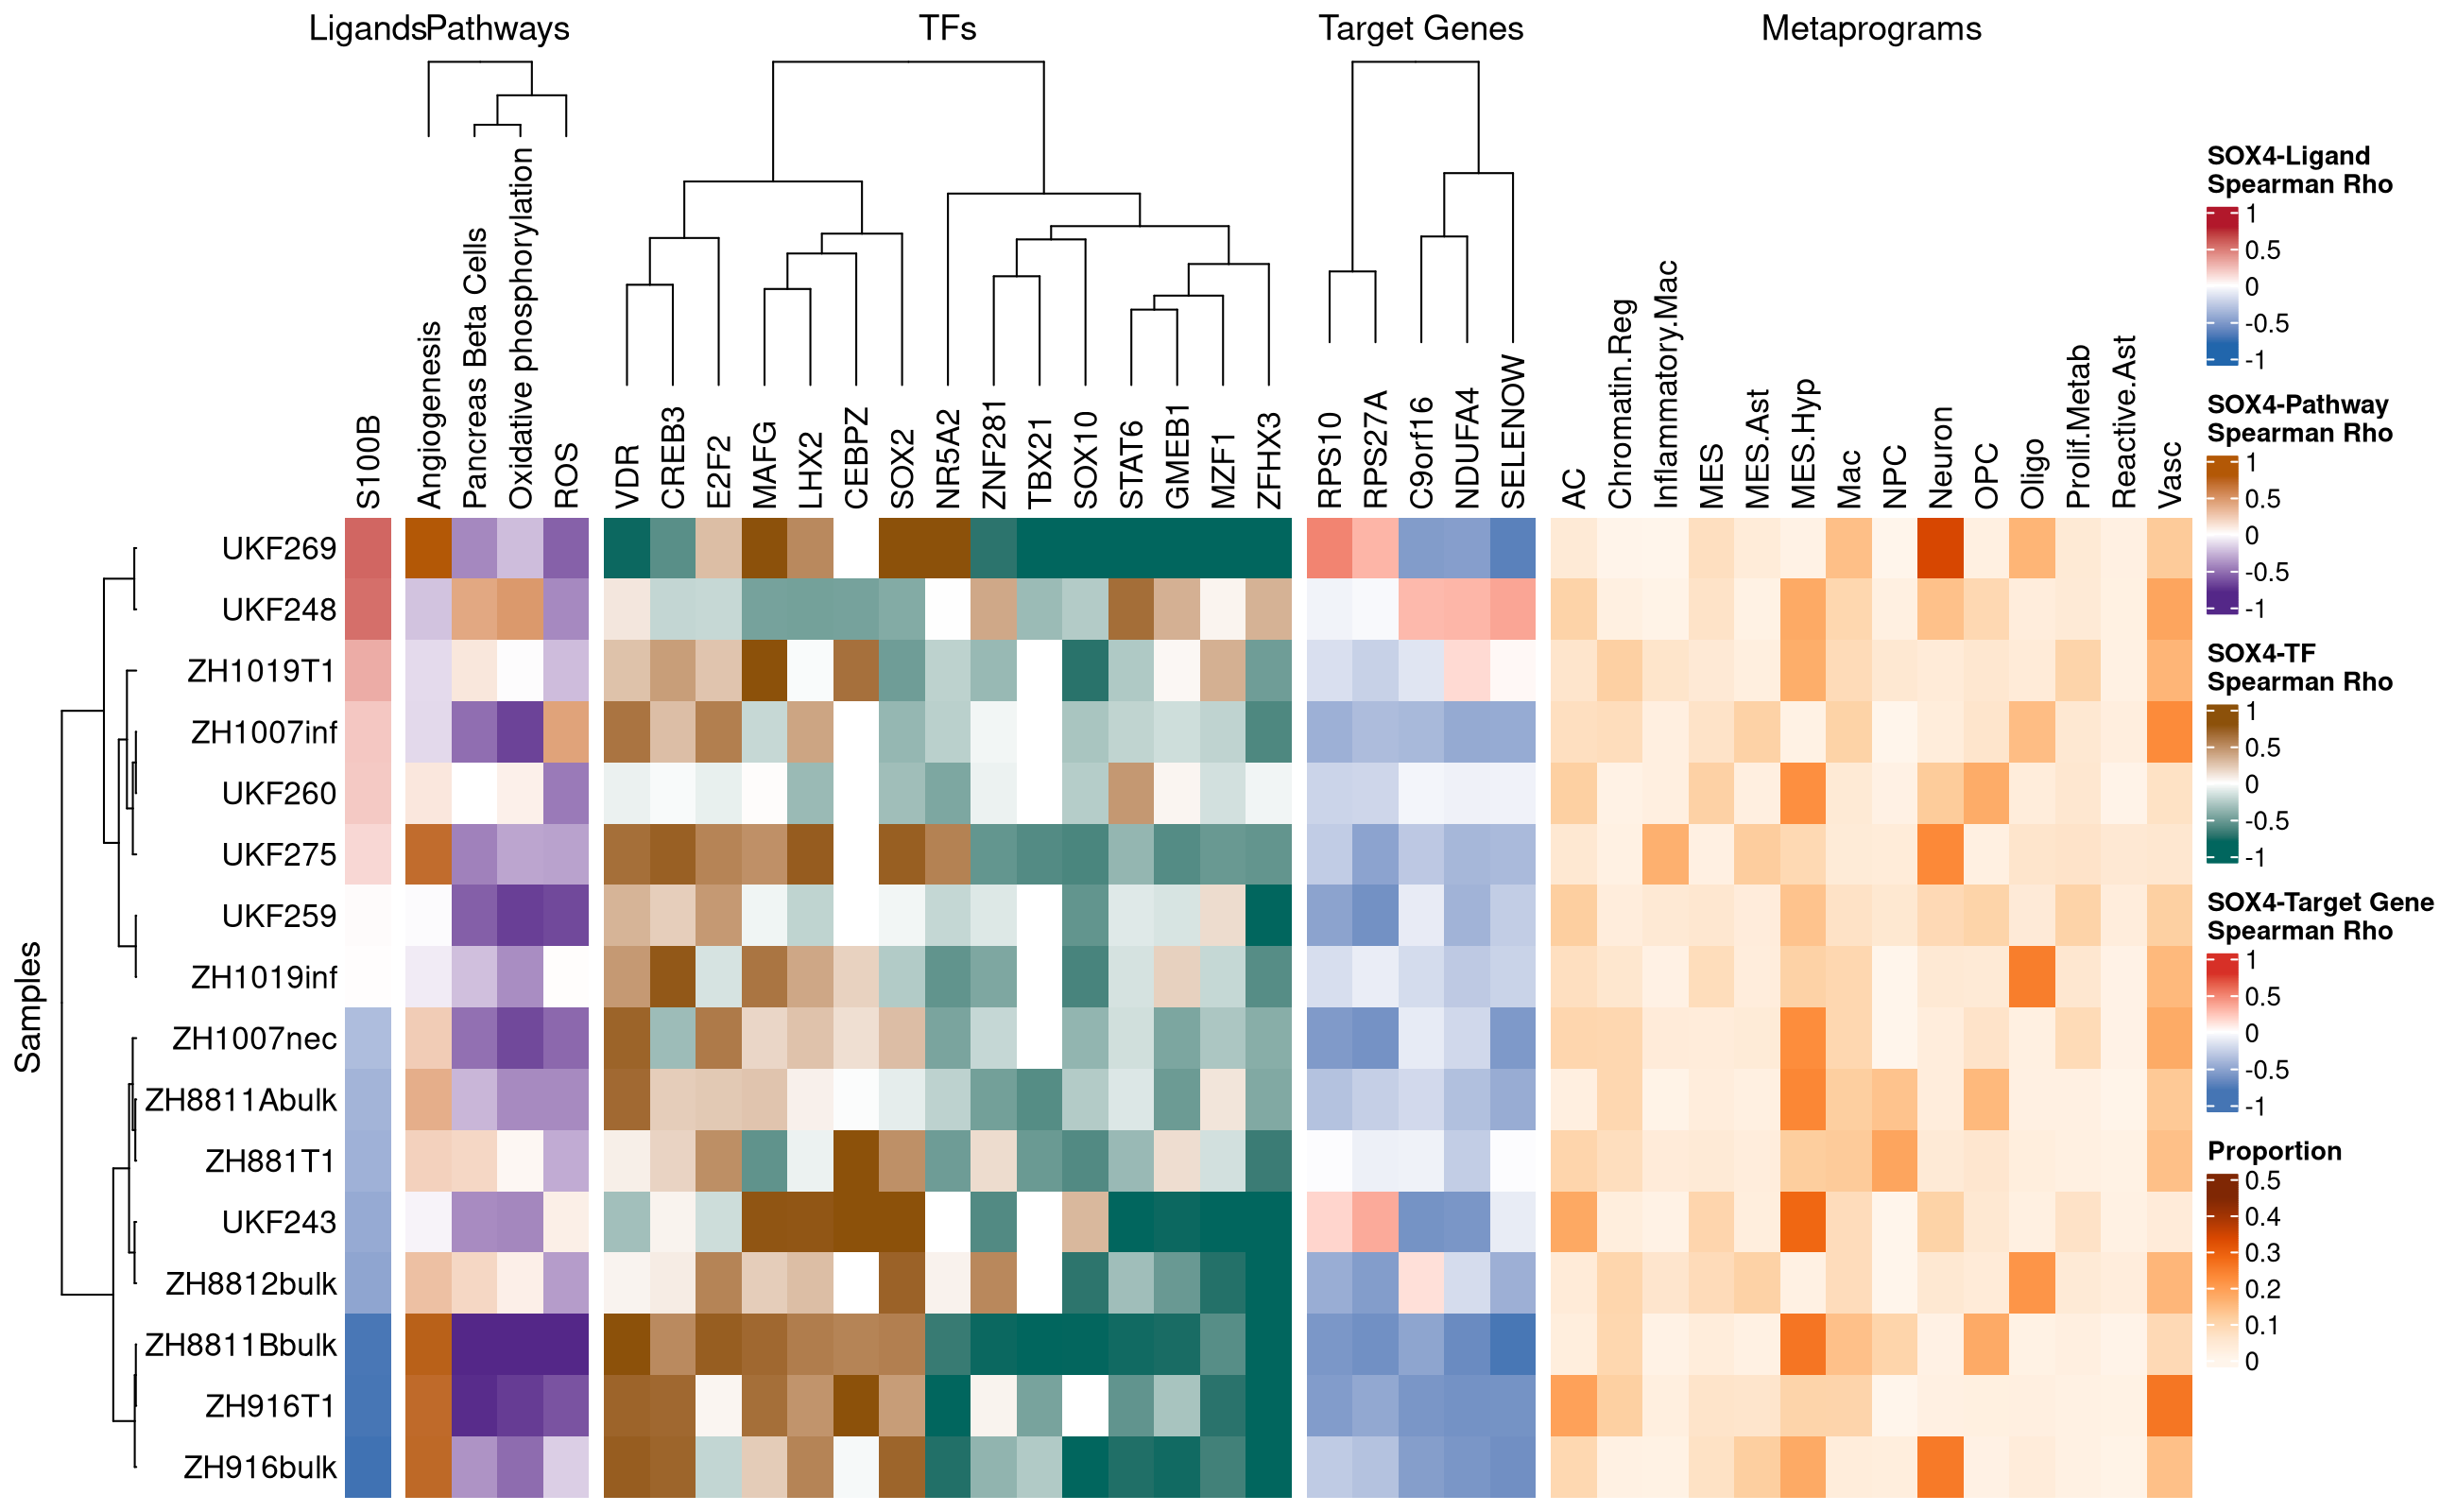 Ligands
Pathways
TFs
Target Genes
Metaprograms
S100B
Angiogenesis
Pancreas Beta Cells
Oxidative phosphorylation
ROS
VDR
CREB3
E2F2
MAFG
LHX2
CEBPZ
SOX2
NR5A2
ZNF281
TBX21
SOX10
STAT6
GMEB1
MZF1
ZFHX3
RPS10
RPS27A
C9orf16
NDUFA4
SELENOW
AC
Chromatin.Reg
Inflammatory.Mac
MES
MES.Ast
MES.Hyp
Mac
NPC
Neuron
OPC
Oligo
Prolif.Metab
Reactive.Ast
Vasc
Samples
UKF269
UKF248
ZH1019T1
ZH1007inf
UKF260
UKF275
UKF259
ZH1019inf
ZH1007nec
ZH8811Abulk
ZH881T1
UKF243
ZH8812bulk
ZH8811Bbulk
ZH916T1
ZH916bulk
SOX4-Ligand
Spearman Rho
1
0.5
0
-0.5
-1
SOX4-Pathway
Spearman Rho
1
0.5
0
-0.5
-1
SOX4-TF
Spearman Rho
1
0.5
0
-0.5
-1
SOX4-Target Gene
Spearman Rho
1
0.5
0
-0.5
-1
Proportion
0.5
0.4
0.3
0.2
0.1
0